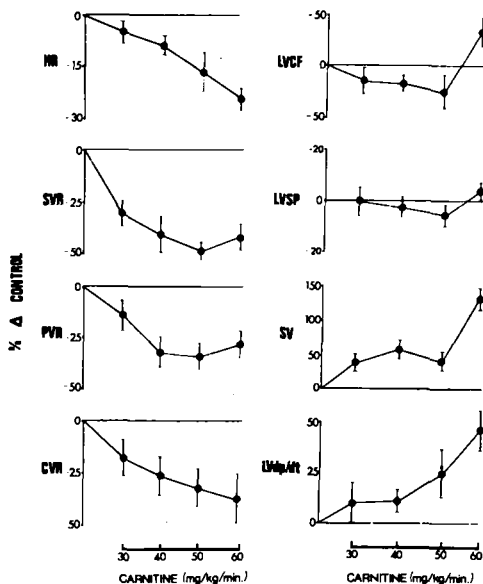 % Δ CONTROL
HR
0
-15
-30
SVR
0
-25
-50
PVR
0
-25
-50
CVR
0
-25
50
30 40 50 60
CARNITINE (mg/kg/min.)
LVCF
-50
0
-50
LVSP
-20
0
-20
SV
150
100
50
0
LVdp/dt
50
25
0
30 40 50 60
CARNITINE (mg/kg/min.)